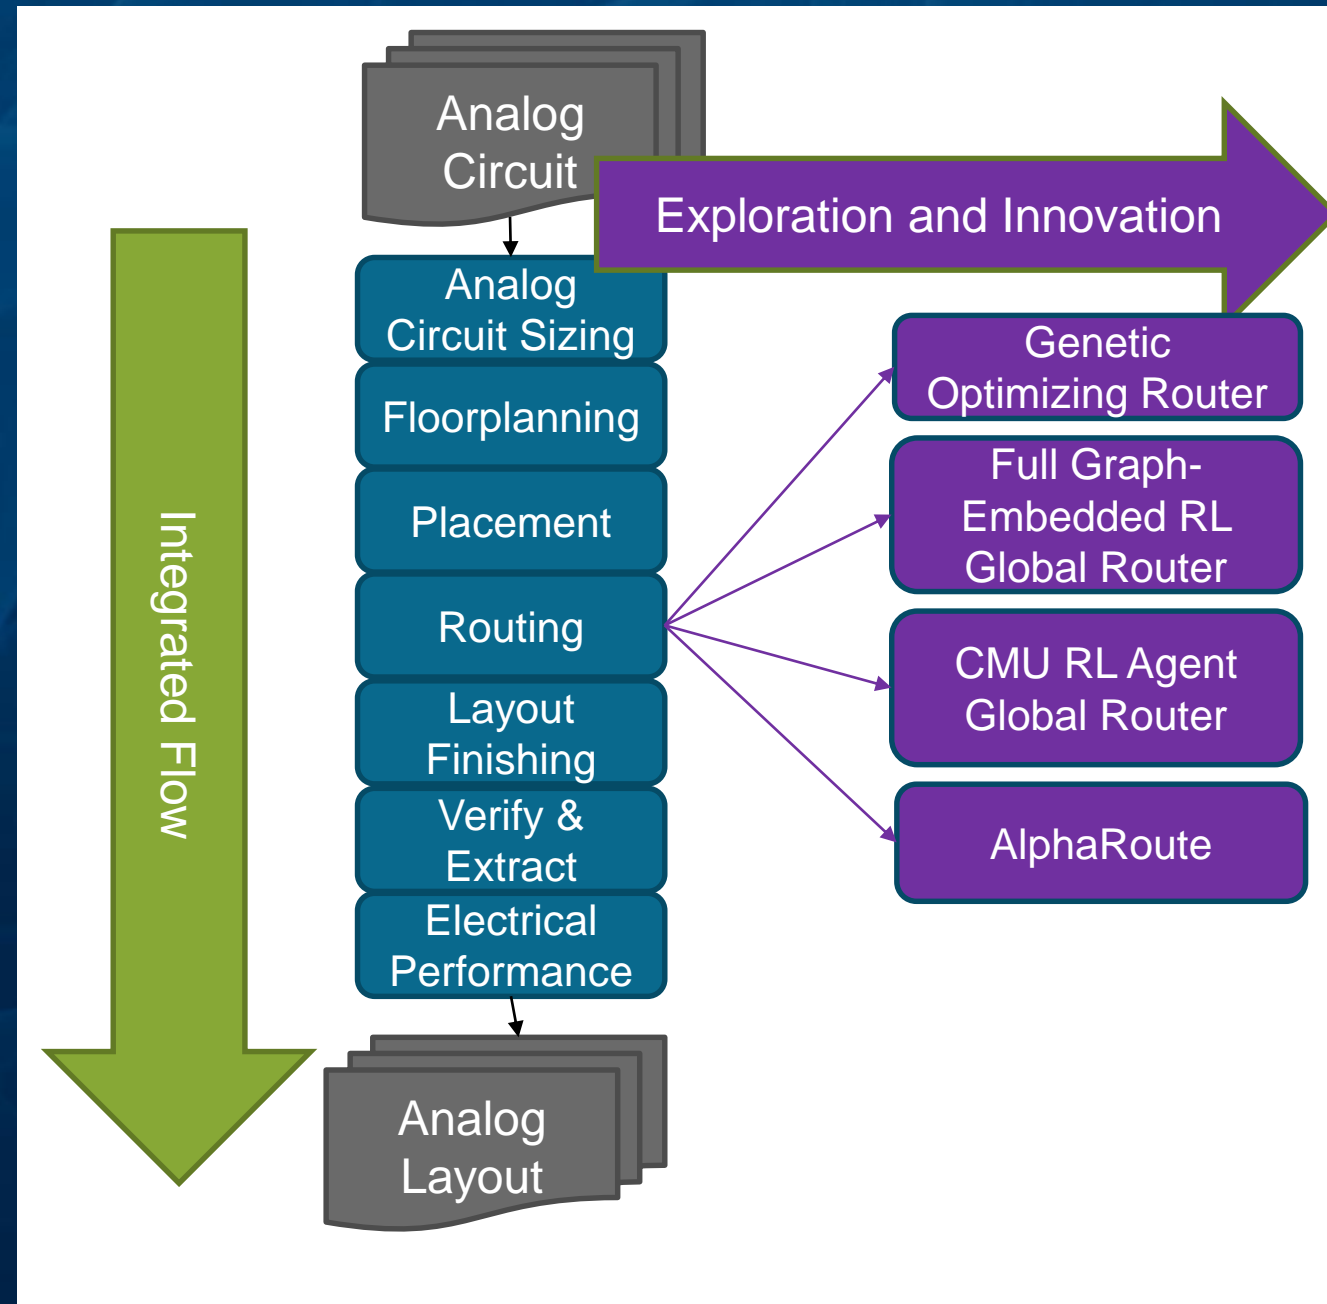 Analog
Circuit
Exploration and Innovation
Integrated Flow
Analog
Circuit Sizing
Floorplanning
Placement
Routing
Layout
Finishing
Verify &
Extract
Electrical
Performance
Analog
Layout
Genetic
Optimizing Router
Full Graph-
Embedded RL
Global Router
CMU RL Agent
Global Router
AlphaRoute